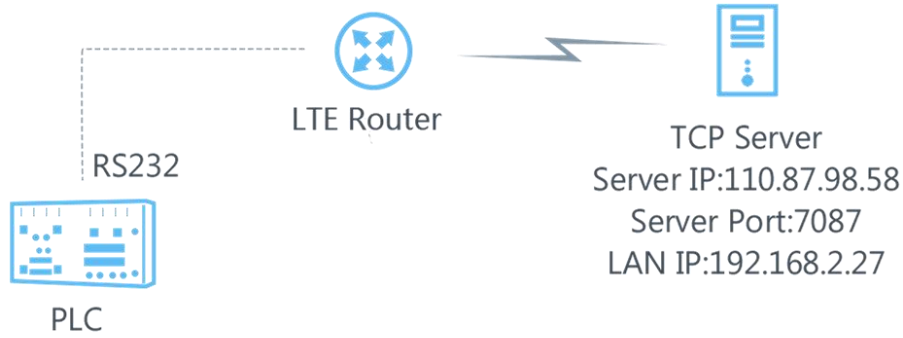 LTE Router
TCP Server
Server IP:110.87.98.58
Server Port:7087
LAN IP:192.168.2.27
RS232
PLC